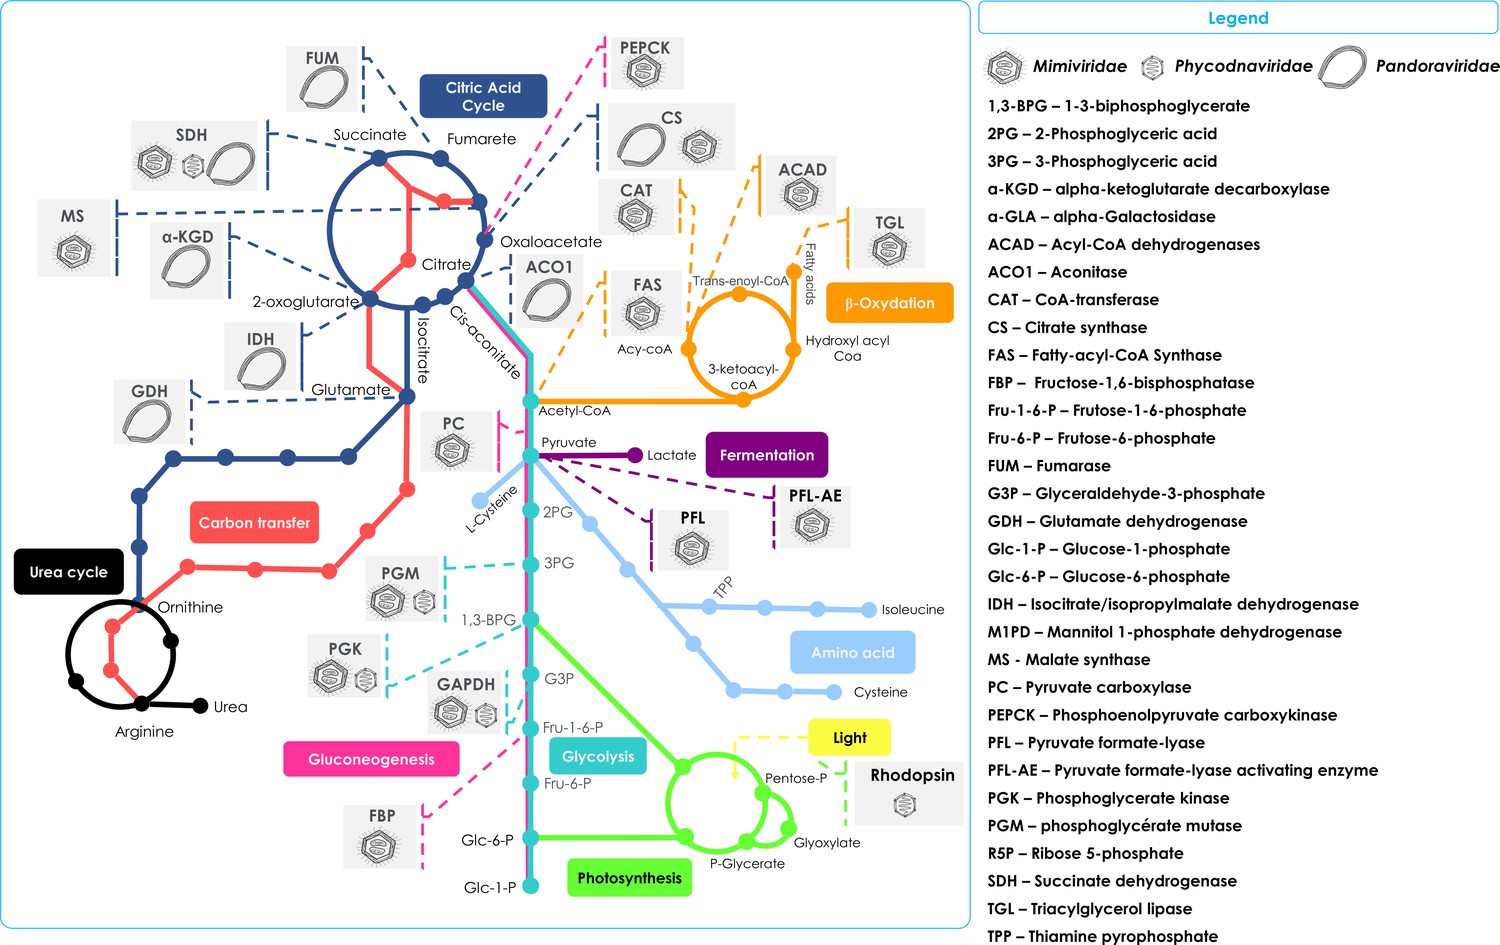 FUM
Citric Acid
Cycle
PEPCK
SDH
Succinate
Fumarete
CS
MS
α-KGD
CAT
ACAD
TGL
Oxaloacetate
Citrate
ACO1
2-oxoglutarate
Isocitrate
Cis-aconitate
FAS
Trans-enoyl-CoA
Fatty acids
β-Oxydation
IDH
Acy-coA
Hydroxyl acyl
Coa
3-ketoacyl-
coA
GDH
Glutamate
Acetyl-CoA
PC
Pyruvate
Lactate
Fermentation
L-Cysteine
2PG
PFL
PFL-AE
Carbon transfer
Urea cycle
PGM
3PG
TPP
Isoleucine
Ornithine
1,3-BPG
PGK
Amino acid
GAPDH
G3P
Cysteine
Urea
Arginine
Fru-1-6-P
Gluconeogenesis
Glycolysis
Light
Fru-6-P
Pentose-P
Rhodopsin
FBP
Glc-6-P
Glyoxylate
P-Glycerate
Glc-1-P
Photosynthesis
Legend
Mimiviridae Phycodnaviridae Pandoraviridae
1,3-BPG – 1-3-biphosphoglycerate
2PG – 2-Phosphoglyceric acid
3PG – 3-Phosphoglyceric acid
α-KGD – alpha-ketoglutarate decarboxylase
α-GLA – alpha-Galactosidase
ACAD – Acyl-CoA dehydrogenases
ACO1 – Aconitase
CAT – CoA-transferase
CS – Citrate synthase
FAS – Fatty-acyl-CoA Synthase
FBP – Fructose-1,6-bisphosphatase
Fru-1-6-P – Frutose-1-6-phosphate
Fru-6-P – Frutose-6-phosphate
FUM – Fumarase
G3P – Glyceraldehyde-3-phosphate
GDH – Glutamate dehydrogenase
Glc-1-P – Glucose-1-phosphate
Glc-6-P – Glucose-6-phosphate
IDH – Isocitrate/isopropylmalate dehydrogenase
M1PD – Mannitol 1-phosphate dehydrogenase
MS - Malate synthase
PC – Pyruvate carboxylase
PEPCK – Phosphoenolpyruvate carboxykinase
PFL – Pyruvate formate-lyase
PFL-AE – Pyruvate formate-lyase activating enzyme
PGK – Phosphoglycerate kinase
PGM – phosphoglycérate mutase
R5P – Ribose 5-phosphate
SDH – Succinate dehydrogenase
TGL – Triacylglycerol lipase
TPP – Thiamine pyrophosphate